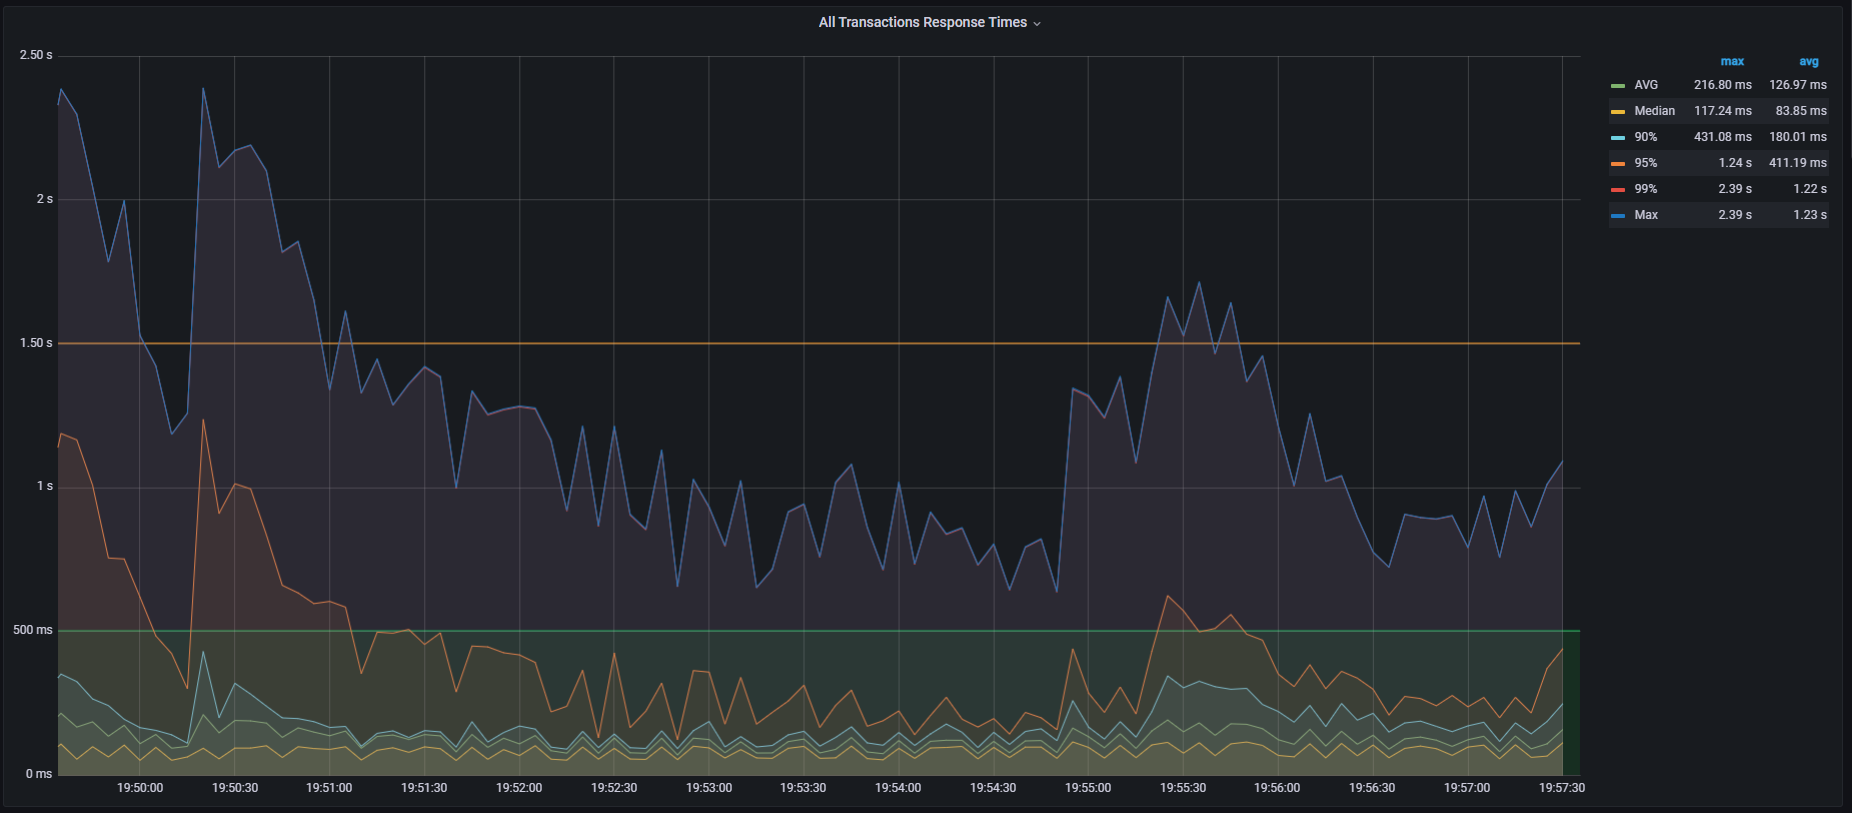 All Transactions Response Times
2.50 s
2 s
1.50 s
1 s
500 ms
0 ms
19:50:00 19:50:30 19:51:00 19:51:30 19:52:00 19:52:30 19:53:00 19:53:30 19:54:00 19:54:30 19:55:00 19:55:30 19:56:00 19:56:30 19:57:00 19:57:30
max avg
AVG 216.80 ms 126.97 ms
Median 117.24 ms 83.85 ms
90% 431.08 ms 180.01 ms
95% 1.24 s 411.19 ms
99% 2.39 s 1.22 s
Max 2.39 s 1.23 s